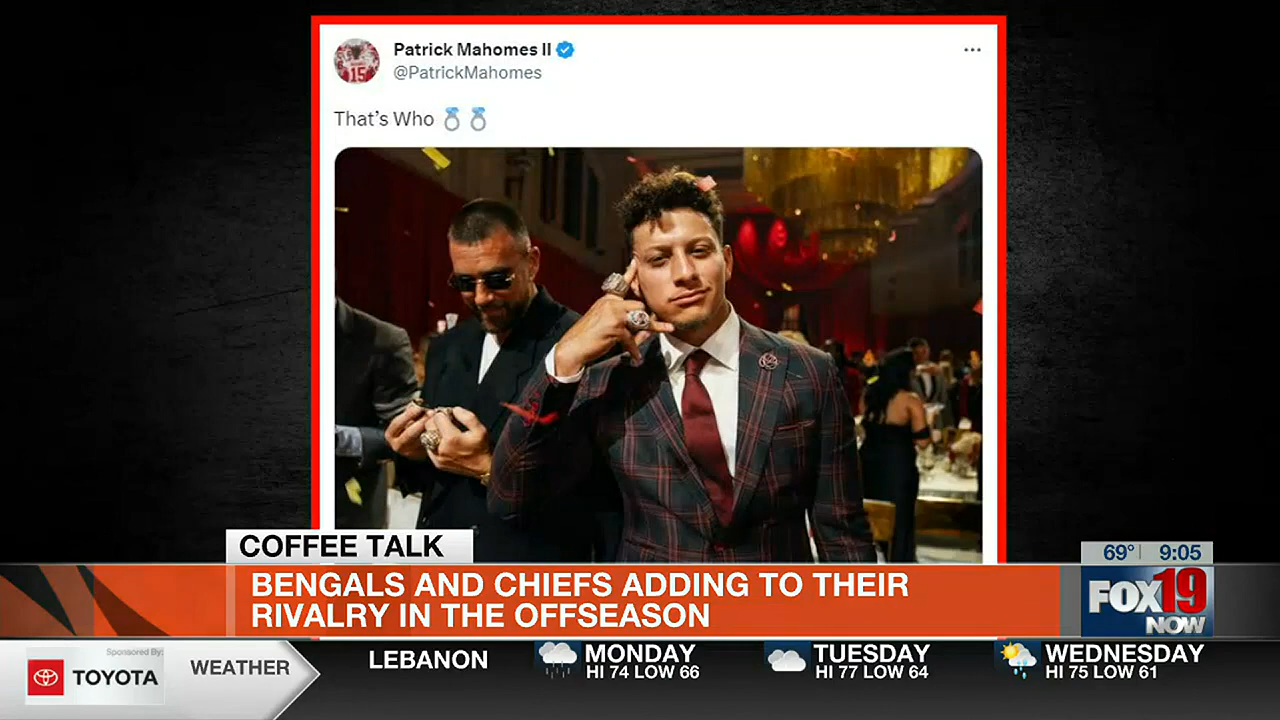 Patrick Mahomes II
@PatrickMahomes
That's Who
15
COFFEE TALK
BENGALS AND CHIEFS ADDING TO THEIR
RIVALRY IN THE OFFSEASON
69° 9:05
FOX19
NOW
Sponsored By:
TOYOTA
WEATHER
LEBANON
MONDAY
HI 74 LOW 66
TUESDAY
HI 77 LOW 64
WEDNESDAY
HI 75 LOW 61